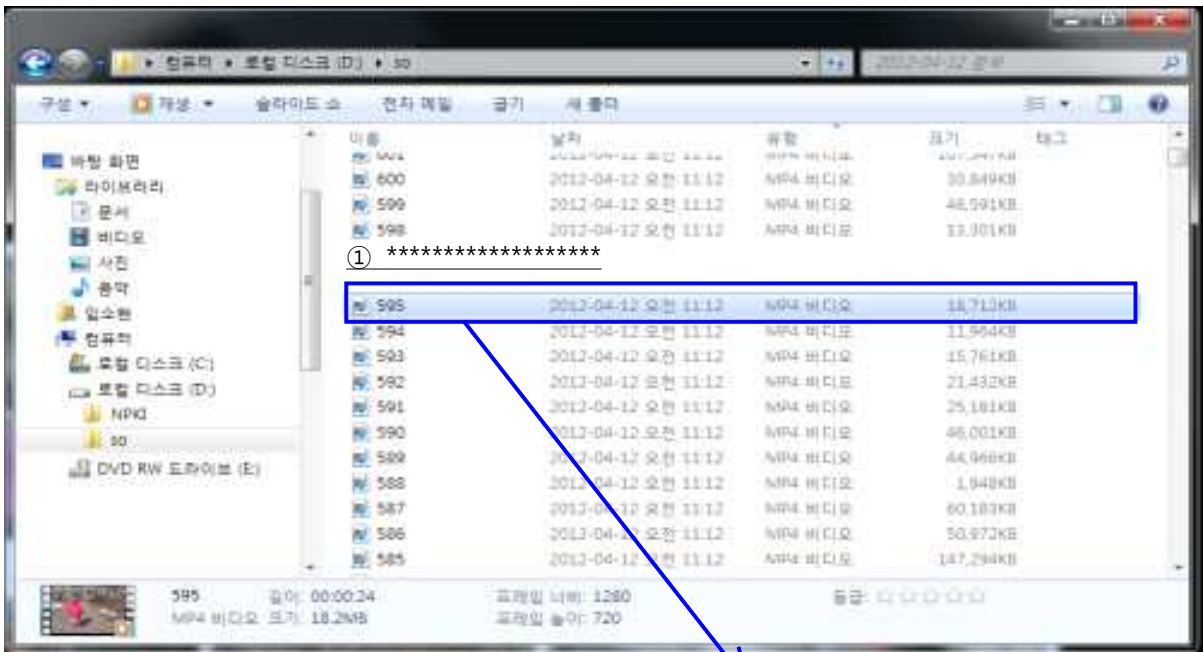 ▸ 컴퓨터 ▸ 로컬 디스크 (D:) ▸ so
구성 ▼ 재생 ▼ 슬라이드 쇼 전자 메일 굽기 새 폴더
이름 날짜 유형 크기 태그
바탕 화면
라이브러리
문서
비디오
사진
음악
컴퓨터
로컬 디스크 (C:)
로컬 디스크 (D:)
NPKI
so
DVD RW 드라이브 (E:)
601 2012-04-12 오전 11:12 MP4 비디오
600 2012-04-12 오전 11:12 MP4 비디오 30,849KB
599 2012-04-12 오전 11:12 MP4 비디오 46,591KB
598 2012-04-12 오전 11:12 MP4 비디오 13,301KB
① *******************
595 2012-04-12 오전 11:12 MP4 비디오 18,712KB
594 2012-04-12 오전 11:12 MP4 비디오 11,964KB
593 2012-04-12 오전 11:12 MP4 비디오 15,761KB
592 2012-04-12 오전 11:12 MP4 비디오 21,432KB
591 2012-04-12 오전 11:12 MP4 비디오 25,181KB
590 2012-04-12 오전 11:12 MP4 비디오 46,001KB
589 2012-04-12 오전 11:12 MP4 비디오 44,966KB
588 2012-04-12 오전 11:12 MP4 비디오 1,948KB
587 2012-04-12 오전 11:12 MP4 비디오 60,183KB
586 2012-04-12 오전 11:12 MP4 비디오 50,972KB
585 2012-04-12 오전 11:12 MP4 비디오 147,294KB
595 길이: 00:00:24 프레임 너비: 1280 등급: ☆☆☆☆☆
MP4 비디오 크기: 18.2MB 프레임 높이: 720